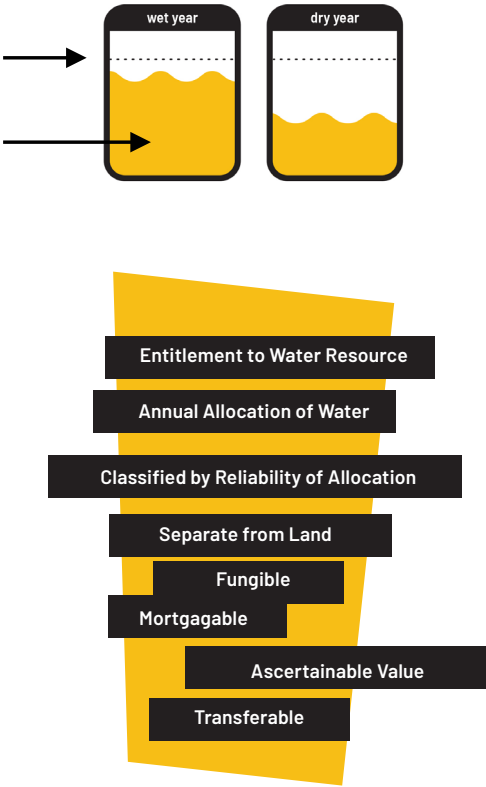 wet year
dry year
Entitlement to Water Resource
Annual Allocation of Water
Classified by Reliability of Allocation
Separate from Land
Fungible
Mortgagable
Ascertainable Value
Transferable